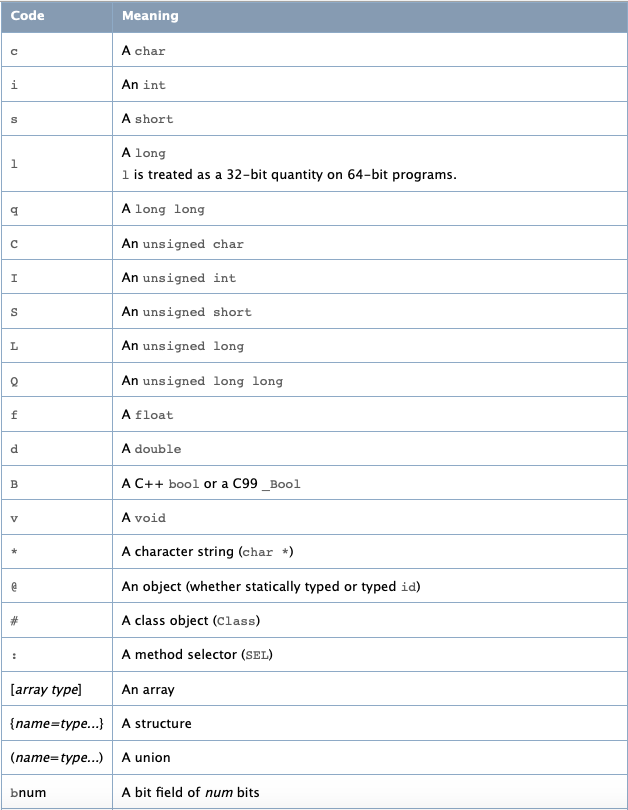 Code Meaning
c A char
i An int
s A short
l A long
l is treated as a 32-bit quantity on 64-bit programs.
q A long long
C An unsigned char
I An unsigned int
S An unsigned short
L An unsigned long
Q An unsigned long long
f A float
d A double
B A C++ bool or a C99 _Bool
v A void
* A character string (char *)
@ An object (whether statically typed or typed id)
# A class object (Class)
: A method selector (SEL)
[array type] An array
{name=type...} A structure
(name=type...) A union
bnum A bit field of num bits